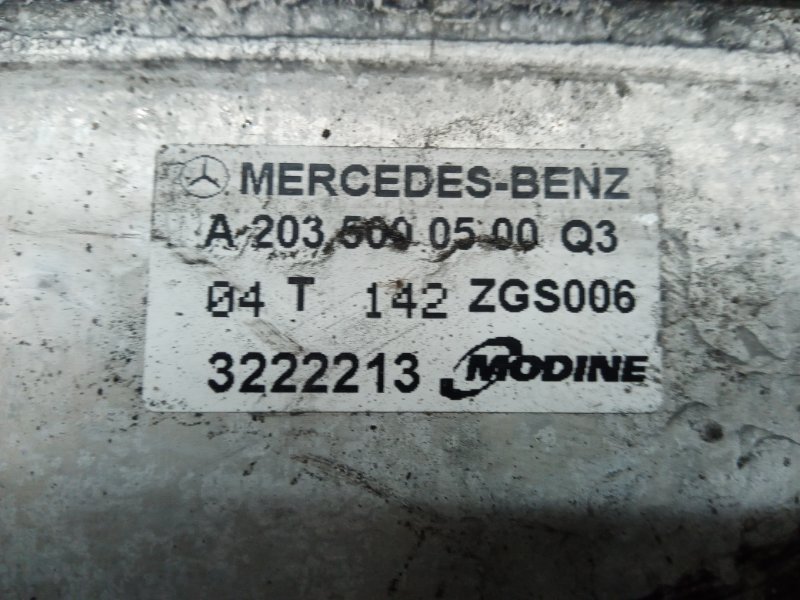 MERCEDES-BENZ
A 203 500 05 00 Q3
04 T 142 ZGS006
3222213 MODINE